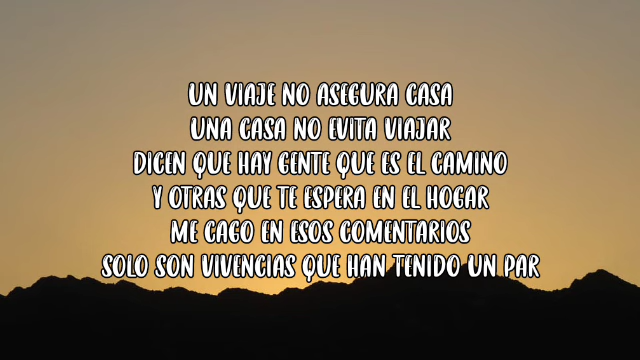 UN VIAJE NO ASEGURA CASA
UNA CASA NO EVITA VIAJAR
DICEN QUE HAY GENTE QUE ES EL CAMINO
Y OTRAS QUE TE ESPERA EN EL HOGAR
ME CAGO EN ESOS COMENTARIOS
SOLO SON VIVENCIAS QUE HAN TENIDO UN PAR